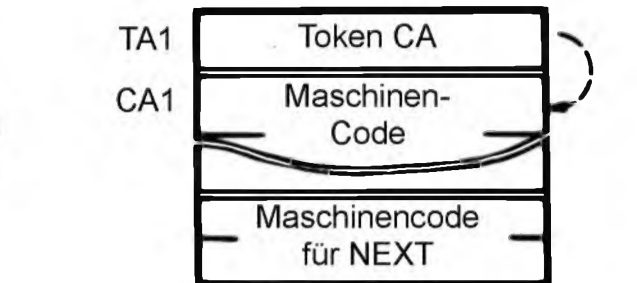 TA1 Token CA
CA1 Maschinen-
Code
Maschinencode
für NEXT